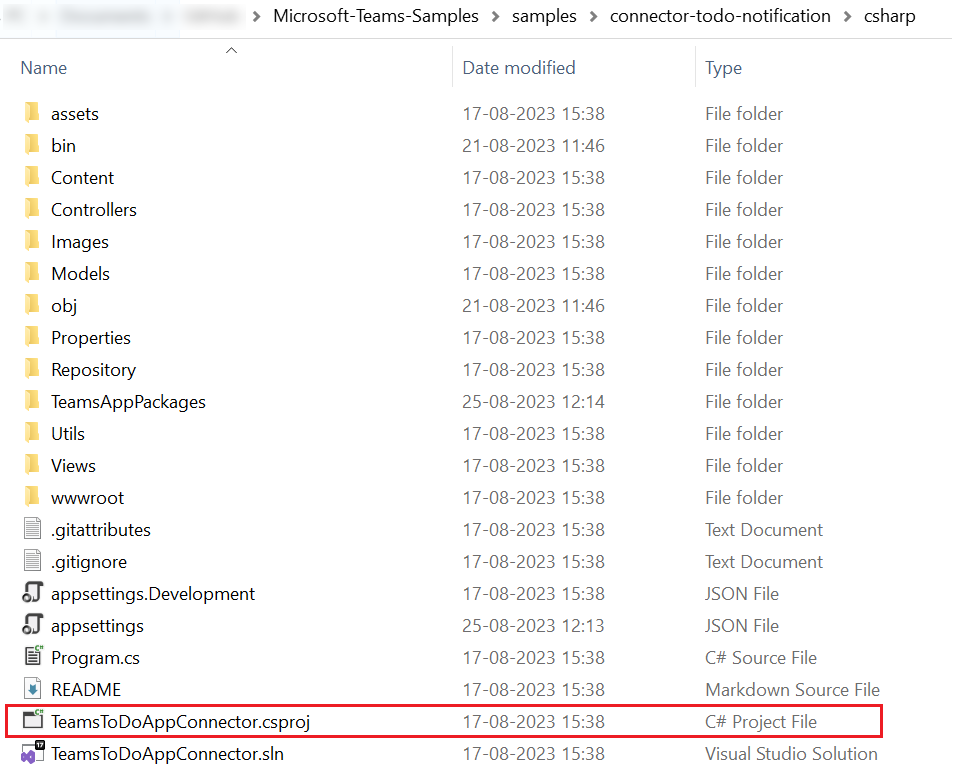 > Microsoft-Teams-Samples > samples > connector-todo-notification > csharp
Name Date modified Type
assets 17-08-2023 15:38 File folder
bin 21-08-2023 11:46 File folder
Content 17-08-2023 15:38 File folder
Controllers 17-08-2023 15:38 File folder
Images 17-08-2023 15:38 File folder
Models 17-08-2023 15:38 File folder
obj 21-08-2023 11:46 File folder
Properties 17-08-2023 15:38 File folder
Repository 17-08-2023 15:38 File folder
TeamsAppPackages 25-08-2023 12:14 File folder
Utils 17-08-2023 15:38 File folder
Views 17-08-2023 15:38 File folder
wwwroot 17-08-2023 15:38 File folder
.gitattributes 17-08-2023 15:38 Text Document
.gitignore 17-08-2023 15:38 Text Document
appsettings.Development 17-08-2023 15:38 JSON File
appsettings 25-08-2023 12:13 JSON File
Program.cs 17-08-2023 15:38 C# Source File
README 17-08-2023 15:38 Markdown Source File
TeamsToDoAppConnector.csproj 17-08-2023 15:38 C# Project File
TeamsToDoAppConnector.sln 17-08-2023 15:38 Visual Studio Solution